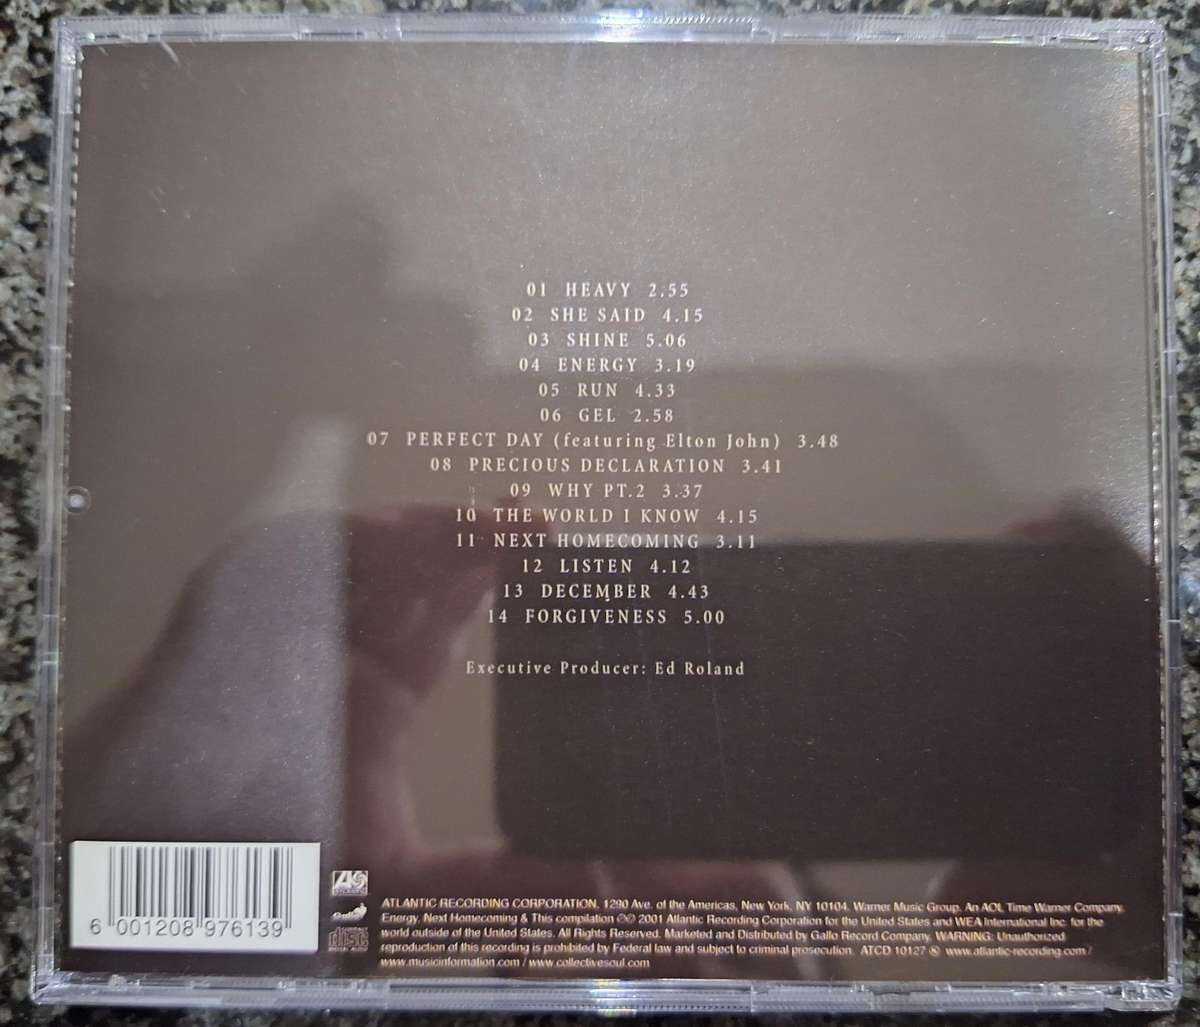 01 HEAVY 2.55
02 SHE SAID 4.15
03 SHINE 5.06
04 ENERGY 3.19
05 RUN 4.33
06 GEL 2.58
07 PERFECT DAY (featuring Elton John) 3.48
08 PRECIOUS DECLARATION 3.41
09 WHY PT.2 3.37
10 THE WORLD I KNOW 4.15
11 NEXT HOMECOMING 3.11
12 LISTEN 4.12
13 DECEMBER 4.43
14 FORGIVENESS 5.00
Executive Producer: Ed Roland
6 001208 976139
ATLANTIC RECORDING CORPORATION, 1290 Ave. of the Americas, New York, NY 10104. Warner Music Group. An AOL Time Warner Company.
Energy, Next Homecoming & This compilation ©℗ 2001 Atlantic Recording Corporation for the United States and WEA International Inc. for the
world outside of the United States. All Rights Reserved. Marketed and Distributed by Gallo Record Company. WARNING: Unauthorized
reproduction of this recording is prohibited by Federal law and subject to criminal prosecution. ATCD 10127 www.atlantic-recording.com /
www.musicinformation.com / www.collectivesoul.com